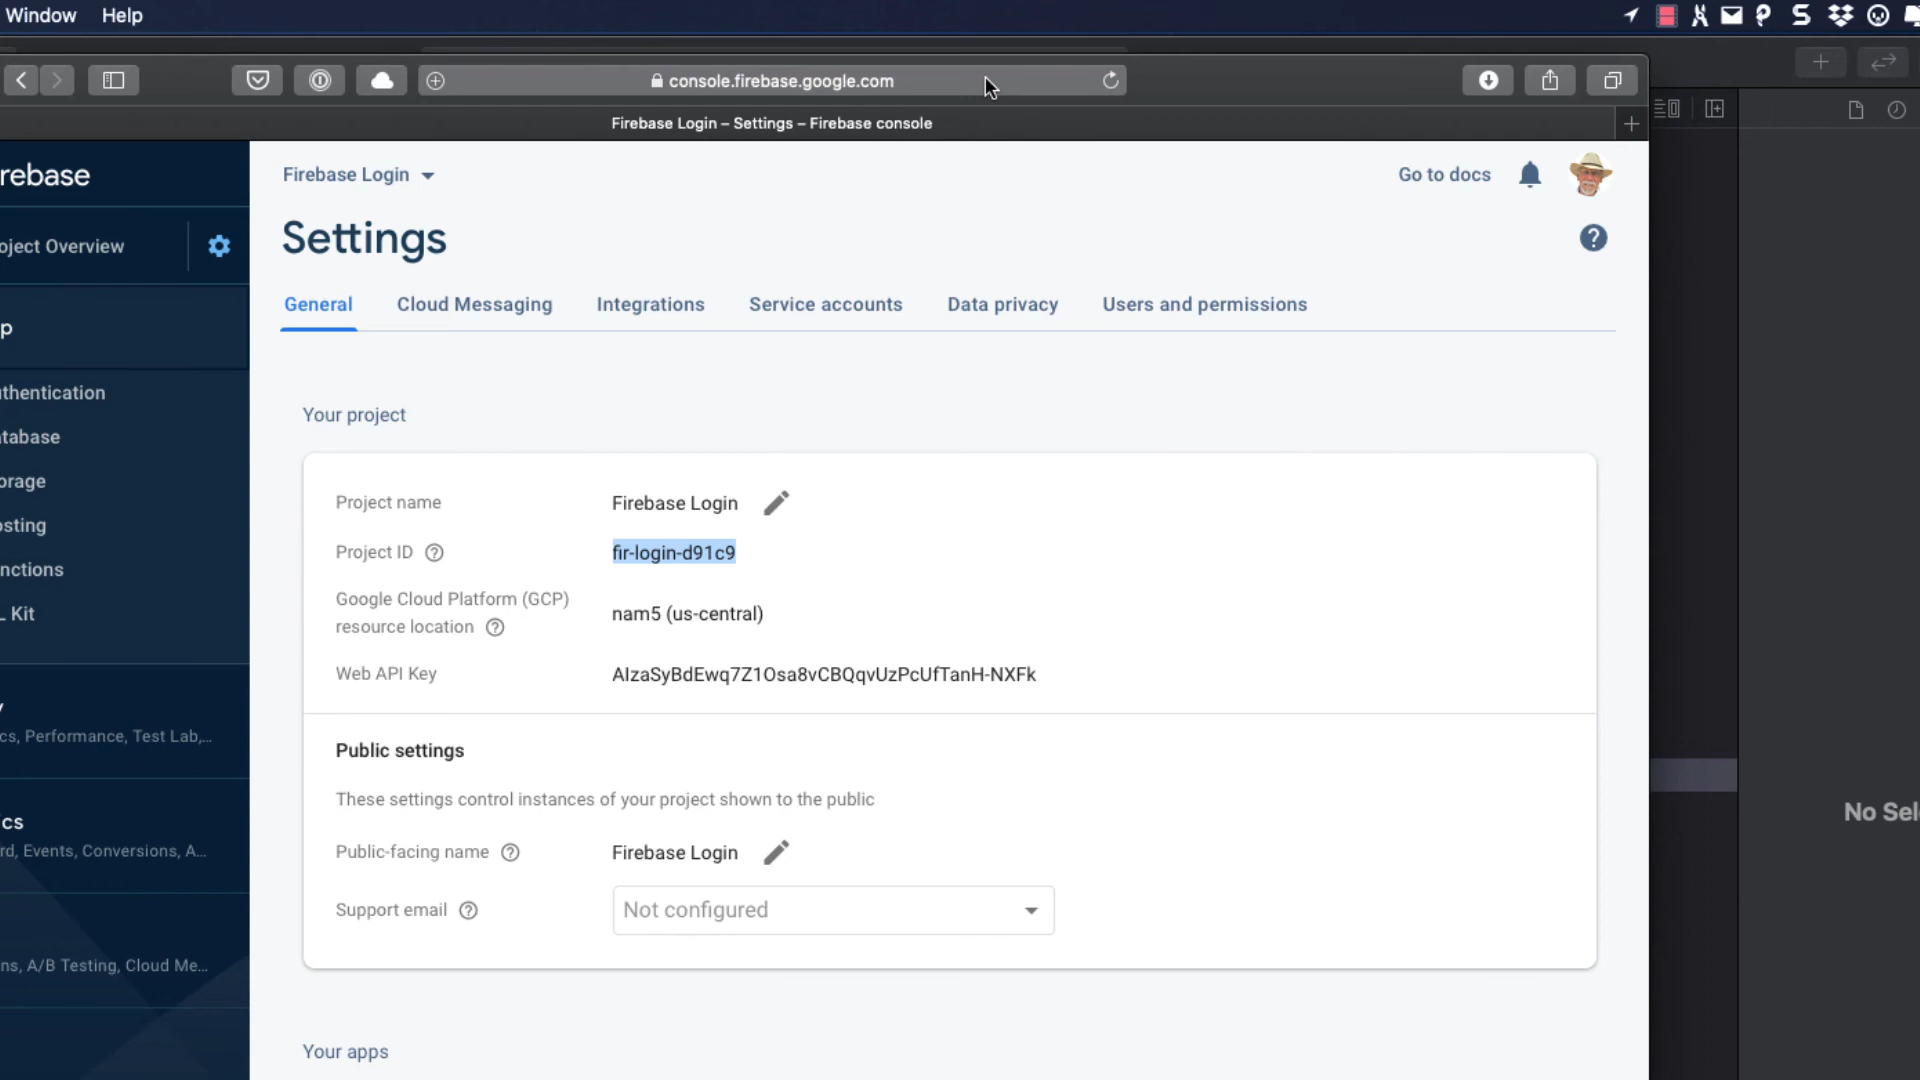 Window Help
console.firebase.google.com
Firebase Login – Settings – Firebase console
rebase
Firebase Login
Go to docs
Settings
oject Overview
General Cloud Messaging Integrations Service accounts Data privacy Users and permissions
p
thentication
tabase
orage
osting
nctions
L Kit
Your project
Project name Firebase Login
Project ID fir-login-d91c9
Google Cloud Platform (GCP)
resource location nam5 (us-central)
Web API Key AIzaSyBdEwq7Z1Osa8vCBQqvUzPcUfTanH-NXFk
y
cs, Performance, Test Lab,...
Public settings
These settings control instances of your project shown to the public
cs
rd, Events, Conversions, A...
Public-facing name Firebase Login
Support email Not configured
ns, A/B Testing, Cloud Me...
Your apps
No Sel